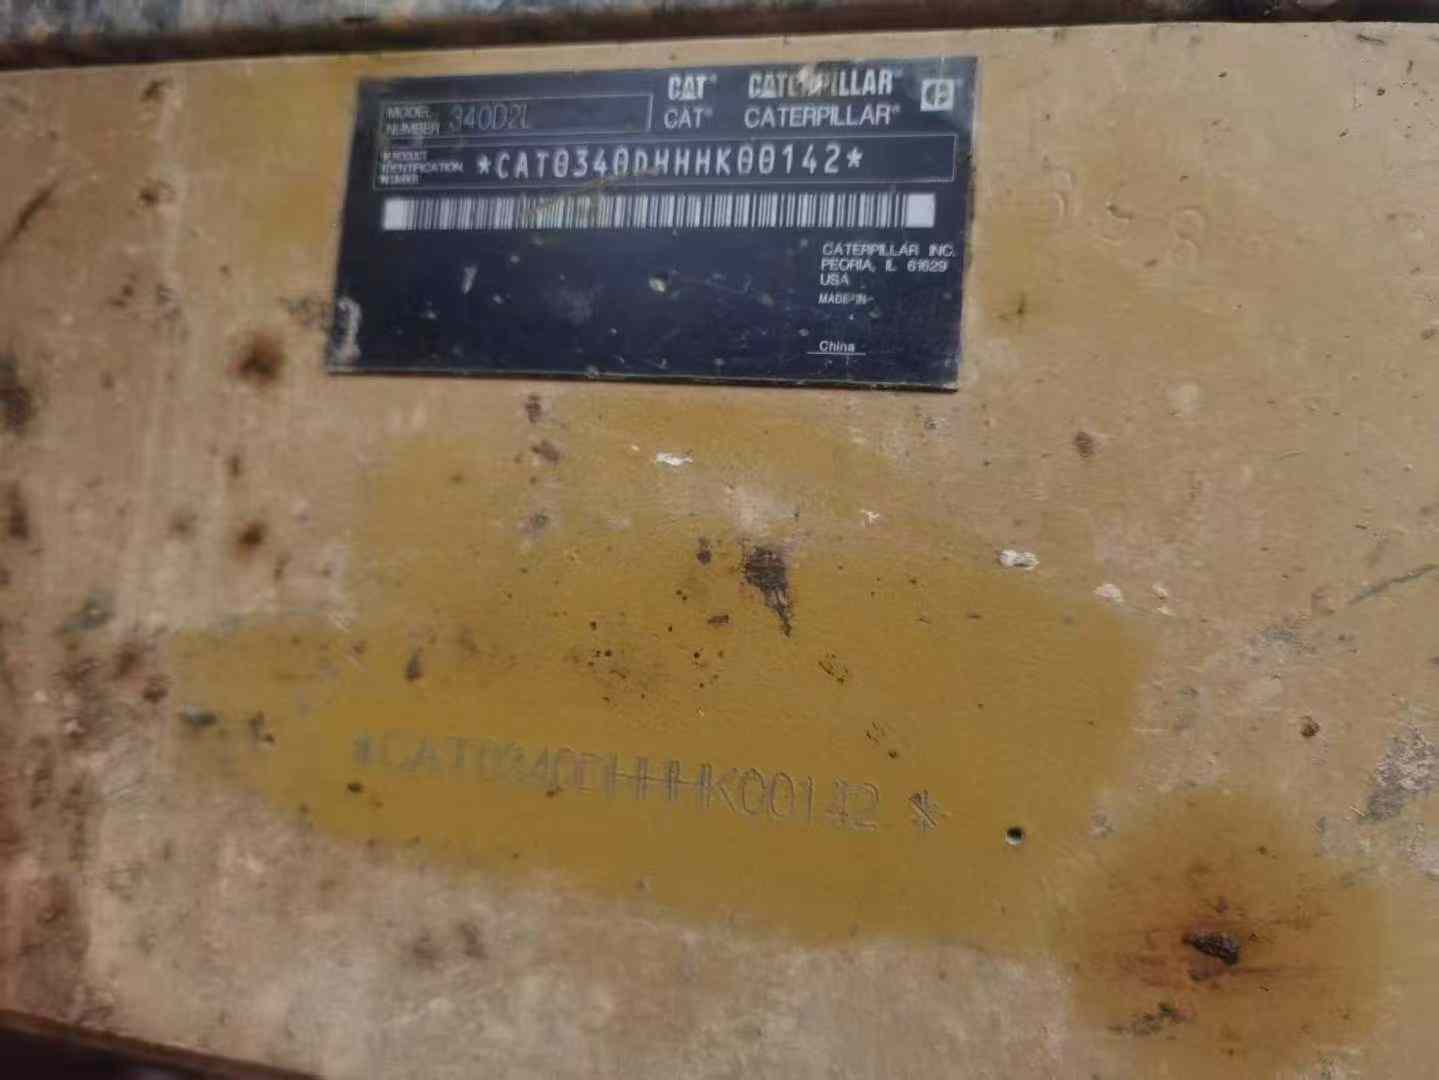 CAT® CATERPILLAR®
MODEL NUMBER 340D2L
CAT® CATERPILLAR®
PRODUCT IDENTIFICATION NUMBER *CAT0340DHHHK00142*
CATERPILLAR INC.
PEORIA, IL 61629
USA
MADE IN
China
*CAT0340DHHHK00142*